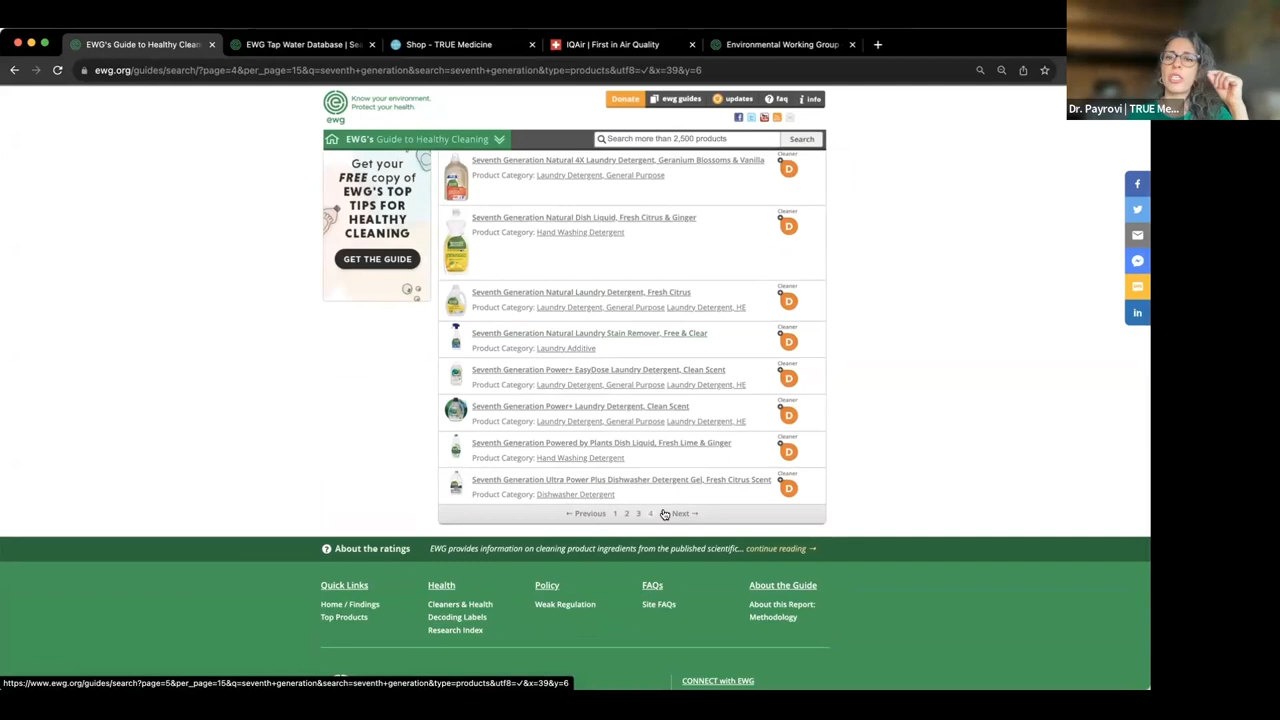 EWG's Guide to Healthy Clean
EWG Tap Water Database | Sea
Shop - TRUE Medicine
IQAir | First in Air Quality
Environmental Working Group
ewg.org/guides/search/?page=4&per_page=15&q=seventh+generation&search=seventh+generation&type=products&utf8=✓&x=39&y=6
Dr. Payrovi | TRUE Me...
Know your environment.
Protect your health.
ewg
Donate
ewg guides
updates
faq
info
EWG's Guide to Healthy Cleaning
Search more than 2,500 products
Search
Get your
FREE copy of
EWG'S TOP
TIPS FOR
HEALTHY
CLEANING
GET THE GUIDE
Seventh Generation Natural 4X Laundry Detergent, Geranium Blossoms & Vanilla
Product Category: Laundry Detergent, General Purpose
Cleaner
D
Seventh Generation Natural Dish Liquid, Fresh Citrus & Ginger
Product Category: Hand Washing Detergent
Cleaner
D
Seventh Generation Natural Laundry Detergent, Fresh Citrus
Product Category: Laundry Detergent, General Purpose Laundry Detergent, HE
Cleaner
D
Seventh Generation Natural Laundry Stain Remover, Free & Clear
Product Category: Laundry Additive
Cleaner
D
Seventh Generation Power+ EasyDose Laundry Detergent, Clean Scent
Product Category: Laundry Detergent, General Purpose Laundry Detergent, HE
Cleaner
D
Seventh Generation Power+ Laundry Detergent, Clean Scent
Product Category: Laundry Detergent, General Purpose Laundry Detergent, HE
Cleaner
D
Seventh Generation Powered by Plants Dish Liquid, Fresh Lime & Ginger
Product Category: Hand Washing Detergent
Cleaner
D
Seventh Generation Ultra Power Plus Dishwasher Detergent Gel, Fresh Citrus Scent
Product Category: Dishwasher Detergent
Cleaner
D
← Previous 1 2 3 4 Next →
About the ratings
EWG provides information on cleaning product ingredients from the published scientific... continue reading →
Quick Links
Home / Findings
Top Products
Health
Cleaners & Health
Decoding Labels
Research Index
Policy
Weak Regulation
FAQs
Site FAQs
About the Guide
About this Report:
Methodology
CONNECT with EWG
https://www.ewg.org/guides/search?page=5&per_page=15&q=seventh+generation&search=seventh+generation&type=products&utf8=✓&x=39&y=6